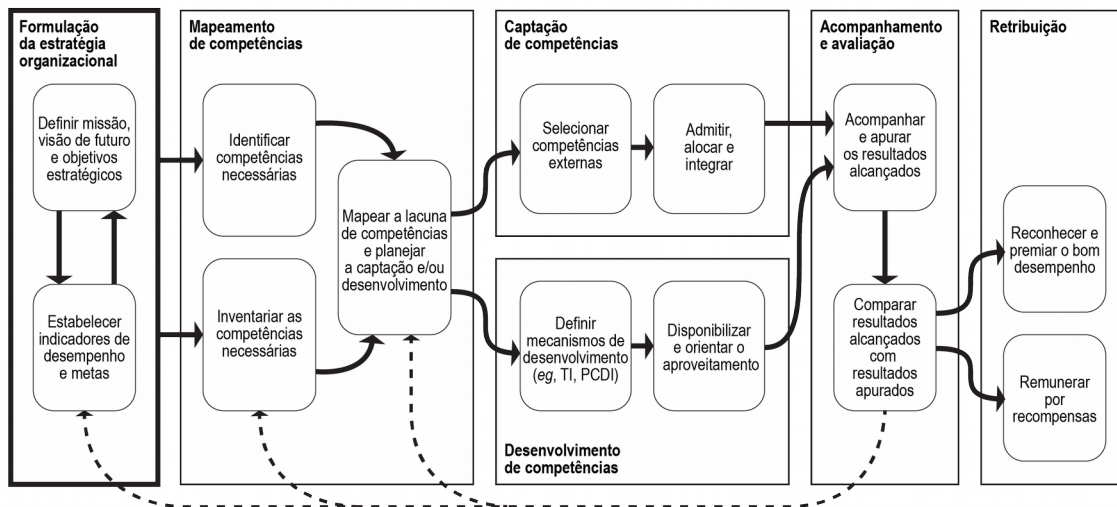 Formulação
da estratégia
organizacional
Definir missão,
visão de futuro
e objetivos
estratégicos
Estabelecer
indicadores de
desempenho
e metas
Mapeamento
de competências
Identificar
competências
necessárias
Inventariar as
competências
necessárias
Mapear a lacuna
de competências
e planejar
a captação e/ou
desenvolvimento
Captação
de competências
Selecionar
competências
externas
Admitir,
alocar e
integrar
Definir
mecanismos de
desenvolvimento
(eg, TI, PCDI)
Disponibilizar
e orientar o
aproveitamento
Desenvolvimento
de competências
Acompanhamento
e avaliação
Acompanhar
e apurar
os resultados
alcançados
Comparar
resultados
alcançados
com
resultados
apurados
Retribuição
Reconhecer e
premiar o bom
desempenho
Remunerar
por
recompensas